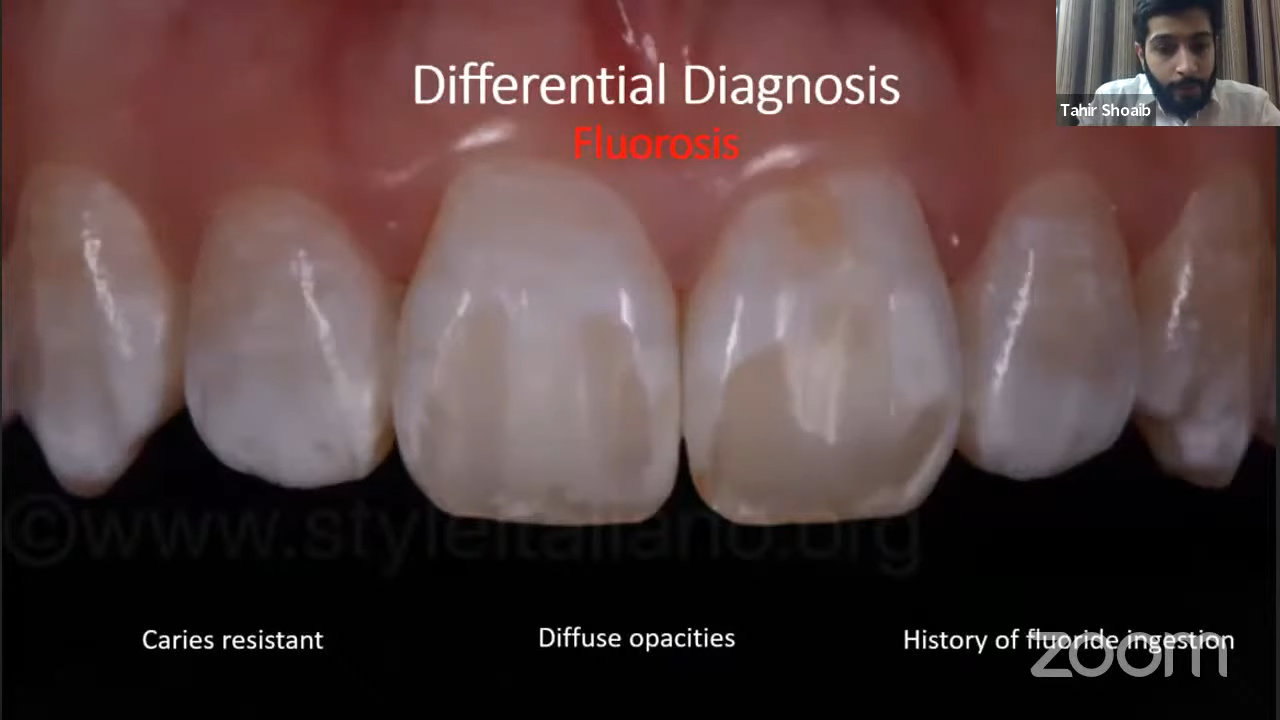 Differential Diagnosis
Fluorosis
Tahir Shoaib
©www.styleitaliano.org
Caries resistant
Diffuse opacities
History of fluoride ingestion
zoom